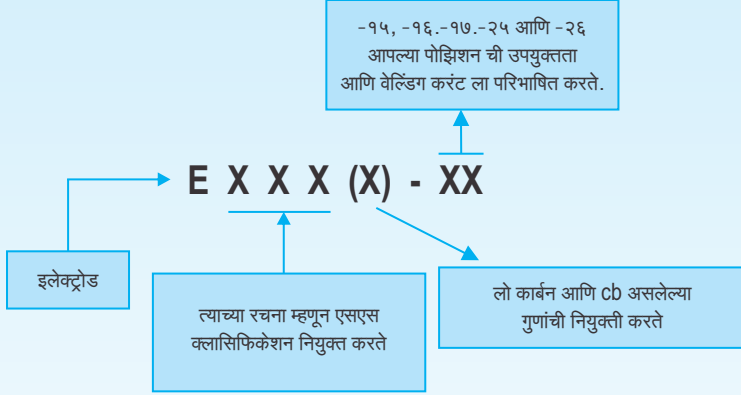 -१५, -१६.-१७.-२५ आणि -२६
आपल्या पोझिशन ची उपयुक्तता
आणि वेल्डिंग करंट ला परिभाषित करते.
E X X X (X) - XX
इलेक्ट्रोड
त्याच्या रचना म्हणून एसएस
क्लासिफिकेशन नियुक्त करते
लो कार्बन आणि cb असलेल्या
गुणांची नियुक्ती करते